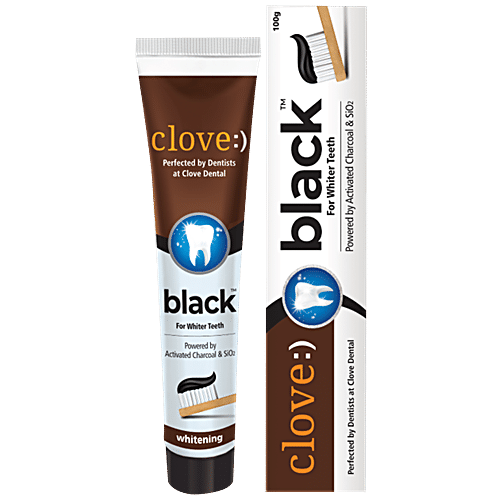 clove:)
Perfected by Dentists
at Clove Dental
black™
For Whiter Teeth
Powered by
Activated Charcoal & SiO₂
whitening
100g
black™
For Whiter Teeth
Powered by Activated Charcoal & SiO₂
clove:)
Perfected by Dentists at Clove Dental